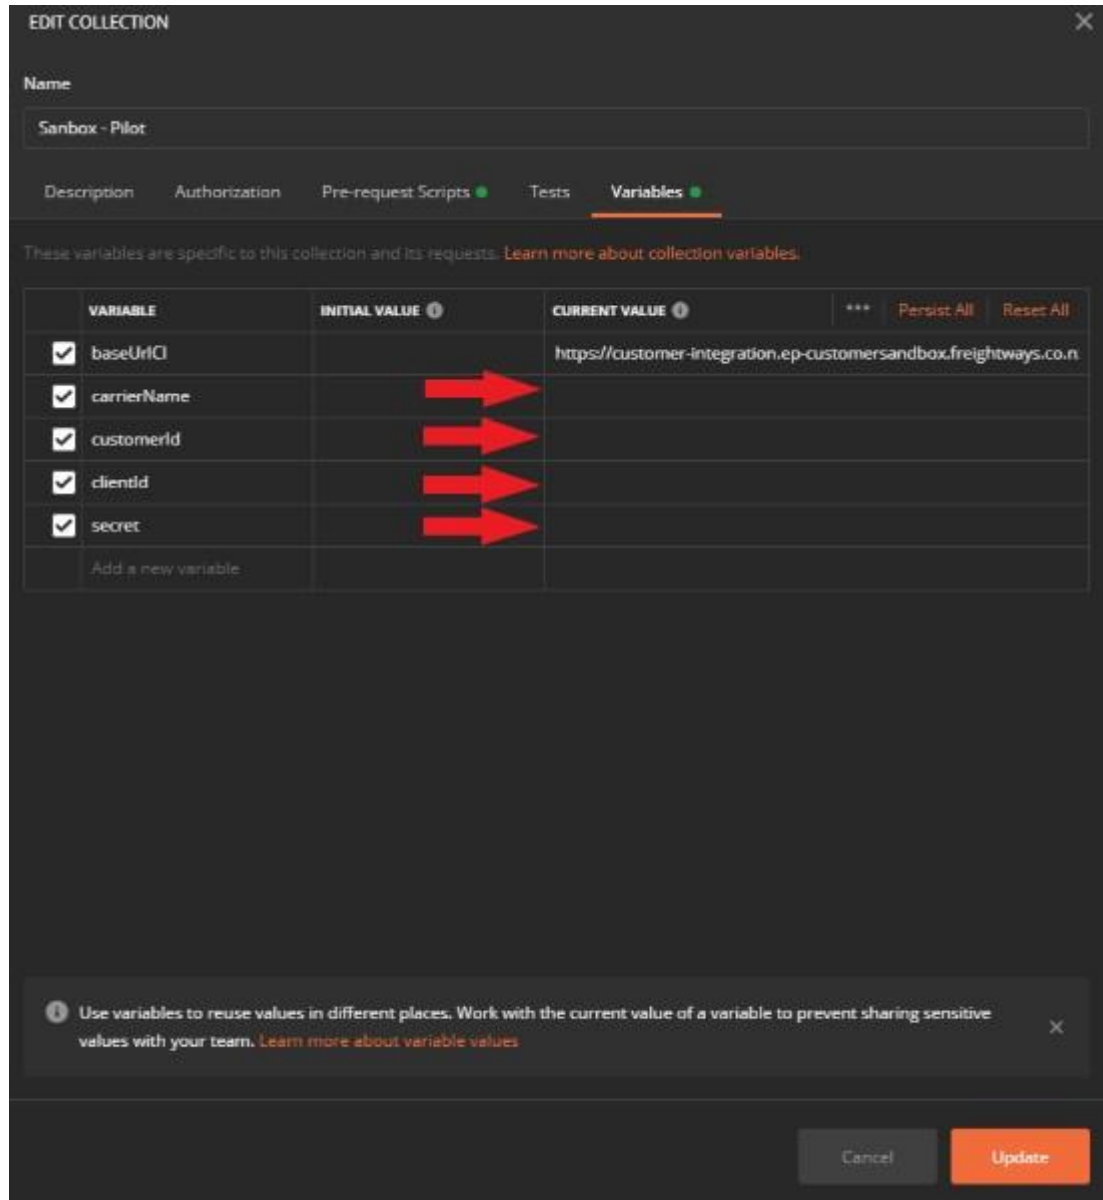 EDIT COLLECTION
Name
Sanbox - Pilot
Description Authorization Pre-request Scripts Tests Variables
These variables are specific to this collection and its requests. Learn more about collection variables.
VARIABLE INITIAL VALUE CURRENT VALUE Persist All Reset All
baseUrlCI https://customer-integration.ep-customersandbox.freightways.co.n
carrierName
customerId
clientId
secret
Add a new variable
Use variables to reuse values in different places. Work with the current value of a variable to prevent sharing sensitive
values with your team. Learn more about variable values
Cancel Update